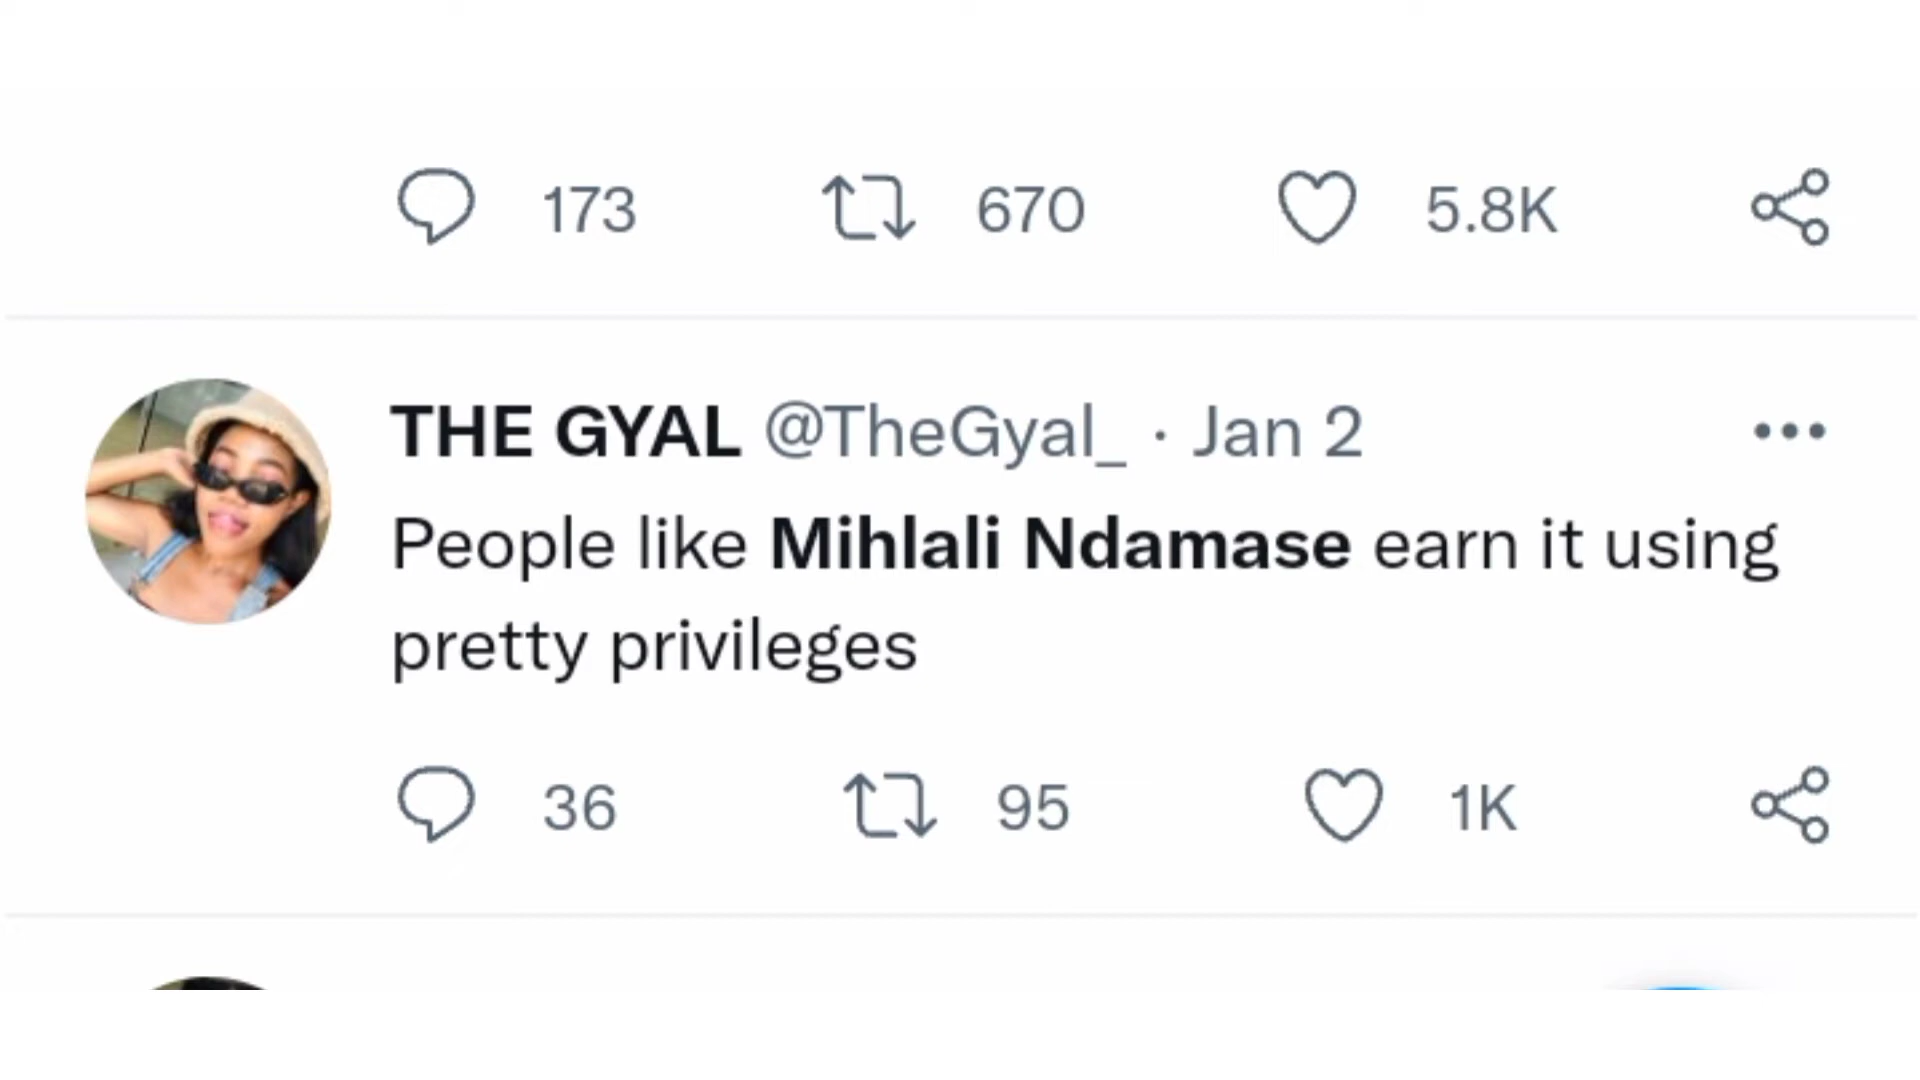 173 670 5.8K
THE GYAL @TheGyal_ · Jan 2
People like Mihlali Ndamase earn it using
pretty privileges
36 95 1K